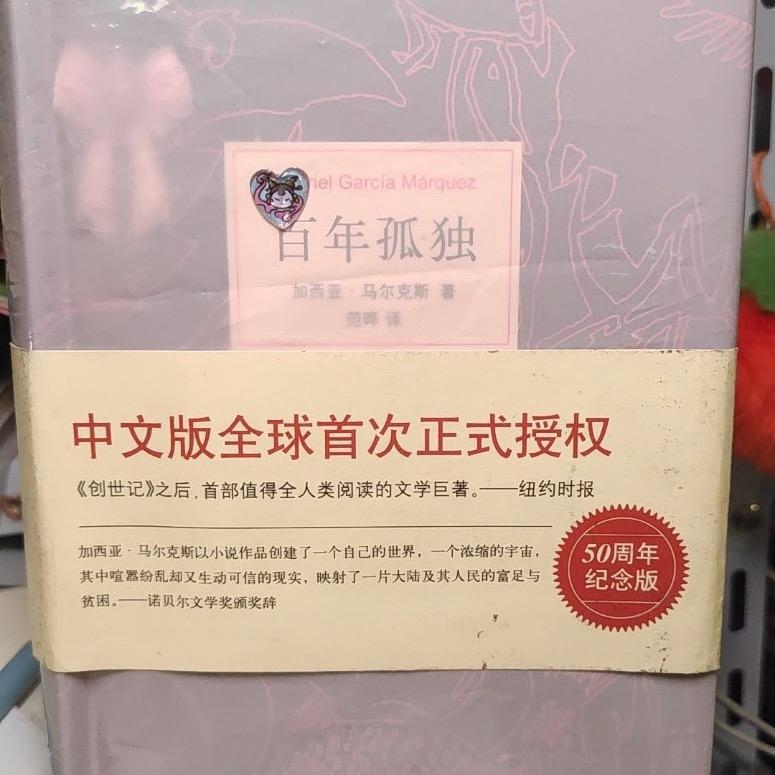 García Márquez
百年孤独
加西亚·马尔克斯 著
范晔 译
中文版全球首次正式授权
《创世记》之后,首部值得全人类阅读的文学巨著。——纽约时报
加西亚·马尔克斯以小说作品创建了一个自己的世界，一个浓缩的宇宙，
其中喧嚣纷乱却又生动可信的现实，映射了一片大陆及其人民的富足与
贫困。——诺贝尔文学奖颁奖辞
50周年
纪念版